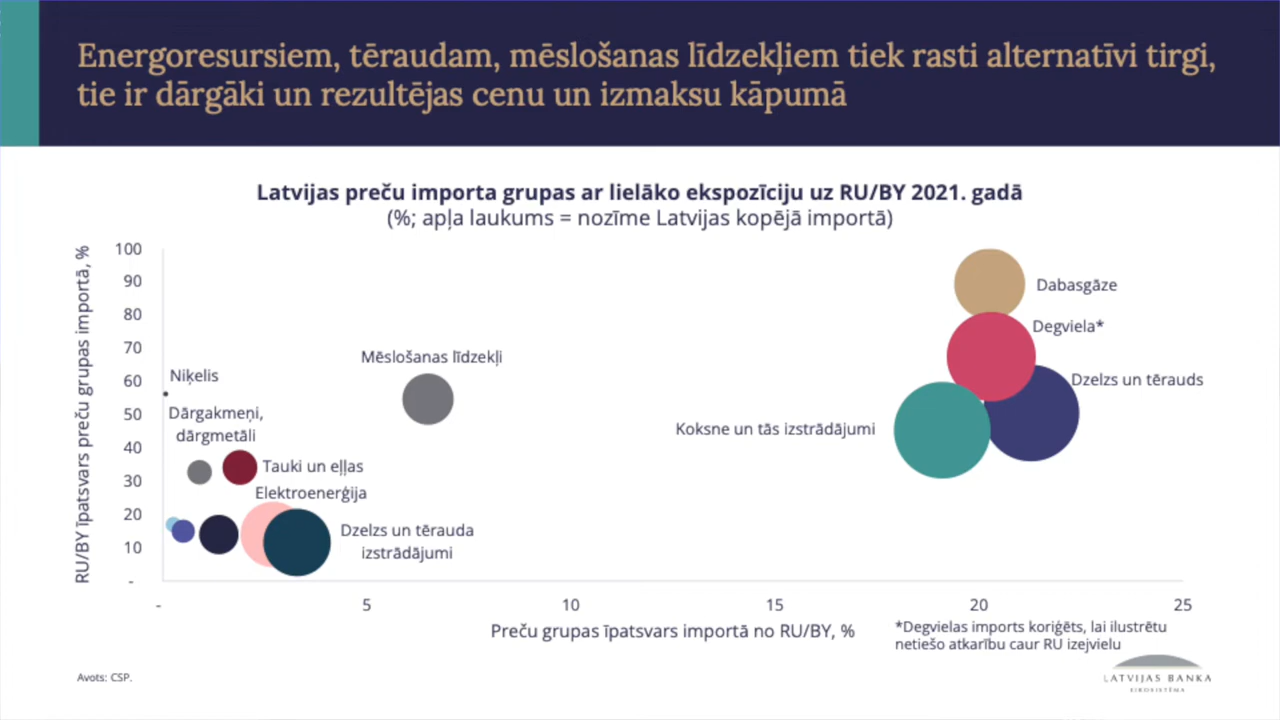 Energoresursiem, tēraudam, mēslošanas līdzekļiem tiek rasti alternatīvi tirgi,
tie ir dārgāki un rezultējas cenu un izmaksu kāpumā
Latvijas preču importa grupas ar lielāko ekspozīciju uz RU/BY 2021. gadā
(%; apļa laukums = nozīme Latvijas kopējā importā)
RU/BY īpatsvars preču grupas importā, %
100
90
80
70
60
50
40
30
20
10
-
Dabasgāze
Degviela*
Mēslošanas līdzekļi
Niķelis
Dzelzs un tērauds
Dārgakmeņi,
dārgmetāli
Koksne un tās izstrādājumi
Tauki un eļļas
Elektroenerģija
Dzelzs un tērauda
izstrādājumi
-
5
10
15
20
25
Preču grupas īpatsvars importā no RU/BY, %
*Degvielas imports koriģēts, lai ilustrētu
netiešo atkarību caur RU izejvielu
Avots: CSP.
LATVIJAS BANKA
EIROSISTĒMA